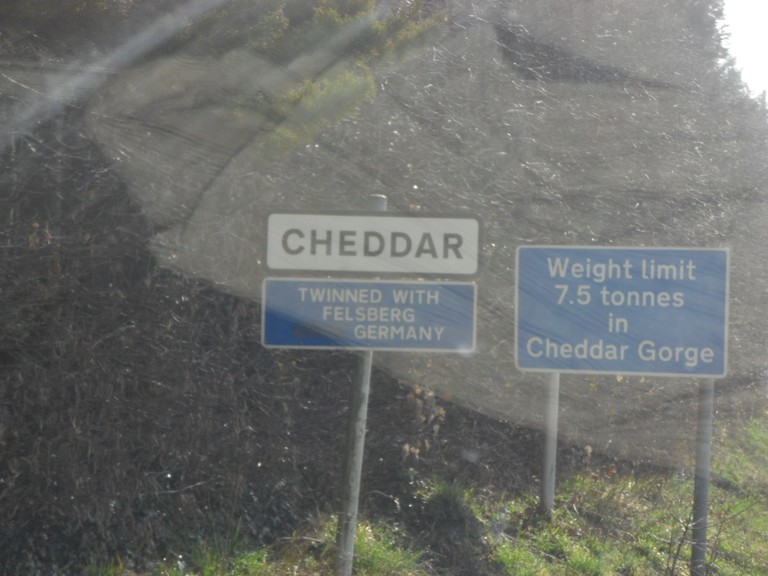 CHEDDAR
TWINNED WITH
FELSBERG
GERMANY
Weight limit
7.5 tonnes
in
Cheddar Gorge